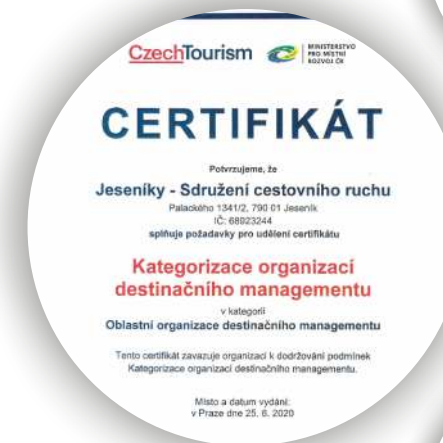 CzechTourism
MINISTERSTVO
PRO MÍSTNÍ
ROZVOJ ČR
CERTIFIKÁT
Potvrzujeme, že
Jeseníky - Sdružení cestovního ruchu
Palackého 1341/2, 790 01 Jeseník
IČ: 68923244
splňuje požadavky pro udělení certifikátu
Kategorizace organizací
destinačního managementu
v kategorii
Oblastní organizace destinačního managementu
Tento certifikát zavazuje organizaci k dodržování podmínek
Kategorizace organizací destinačního managementu.
Místo a datum vydání:
v Praze dne 25. 6. 2020